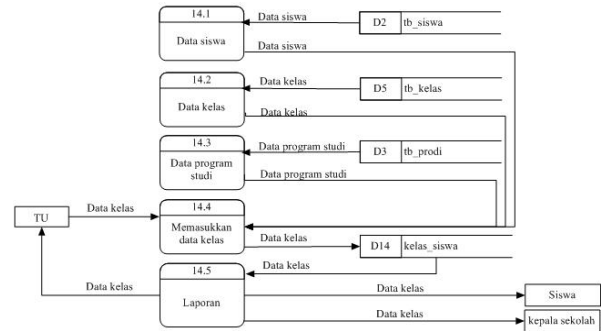 14.1
Data siswa
Data siswa
D2 tb_siswa
Data siswa
14.2
Data kelas
Data kelas
D5 tb_kelas
Data kelas
14.3
Data program studi
Data program
studi
D3 tb_prodi
Data program studi
14.4
TU
Data kelas
Memasukkan
data kelas
Data kelas
D14 kelas_siswa
14.5
Data kelas
Data kelas
Laporan
Data kelas
Siswa
Data kelas
kepala sekolah